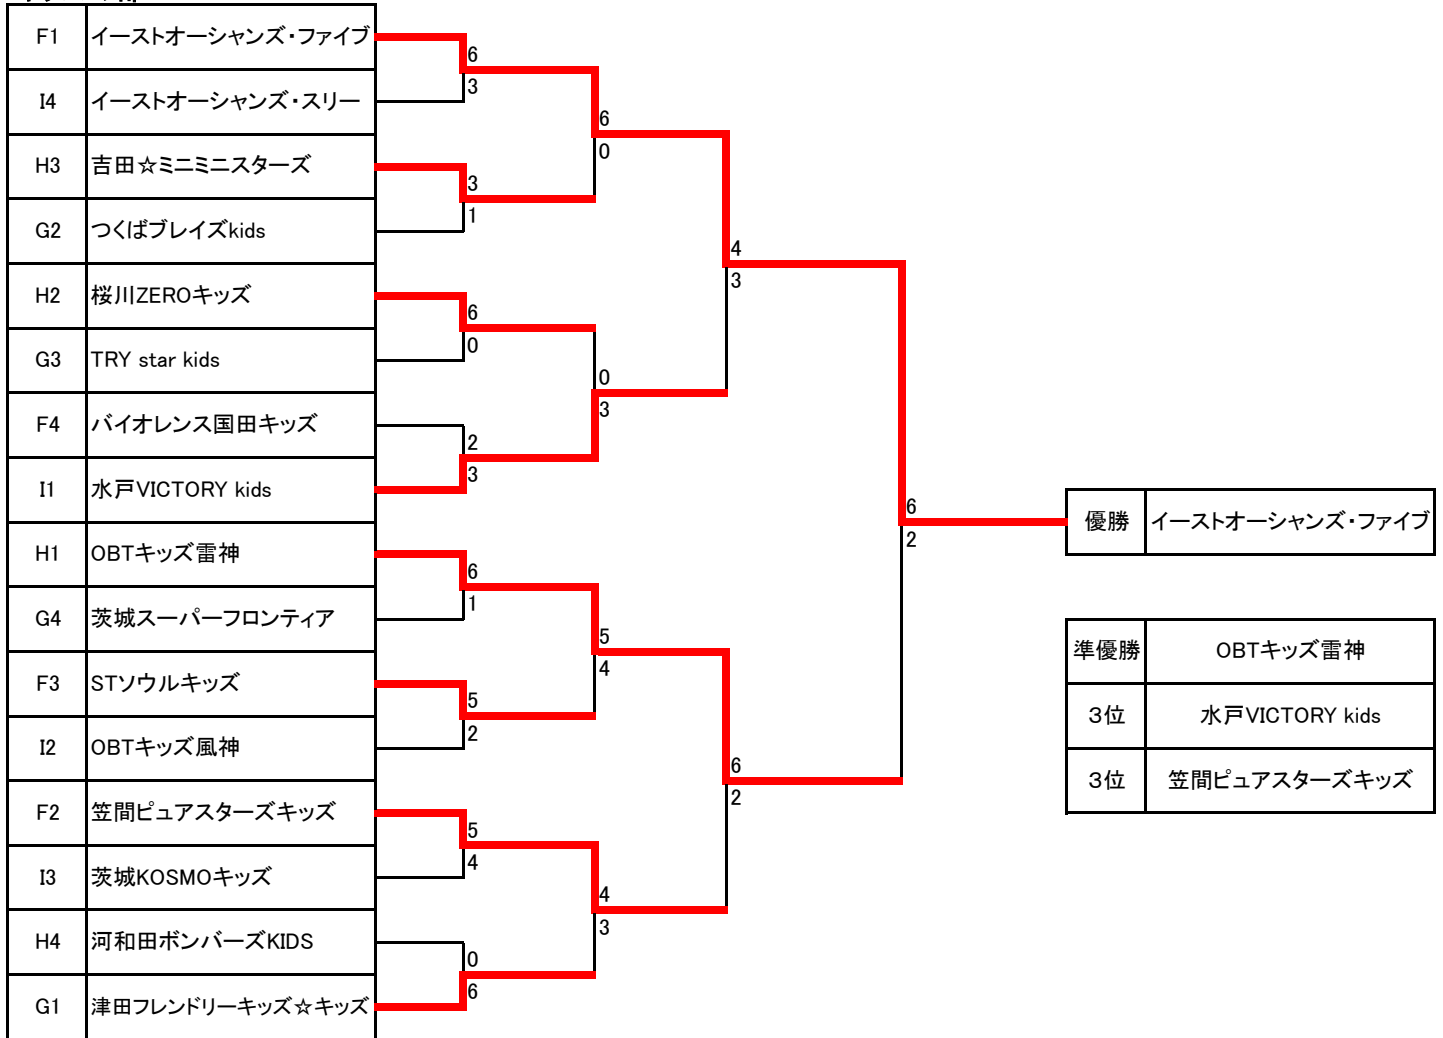 F1 イーストオーシャンズ・ファイブ
6
I4 イーストオーシャンズ・スリー
3
6
0
H3 吉田☆ミニミニスターズ
3
G2 つくばブレイズkids
1
4
3
H2 桜川ZEROキッズ
6
G3 TRY star kids
0
0
3
F4 バイオレンス国田キッズ
2
I1 水戸VICTORY kids
3
6
2
優勝 イーストオーシャンズ・ファイブ
H1 OBTキッズ雷神
6
G4 茨城スーパーフロンティア
1
5
4
準優勝 OBTキッズ雷神
F3 STソウルキッズ
5
3位 水戸VICTORY kids
I2 OBTキッズ風神
2
6
2
3位 笠間ピュアスターズキッズ
F2 笠間ピュアスターズキッズ
5
I3 茨城KOSMOキッズ
4
4
3
H4 河和田ボンバーズKIDS
0
G1 津田フレンドリーキッズ☆キッズ
6